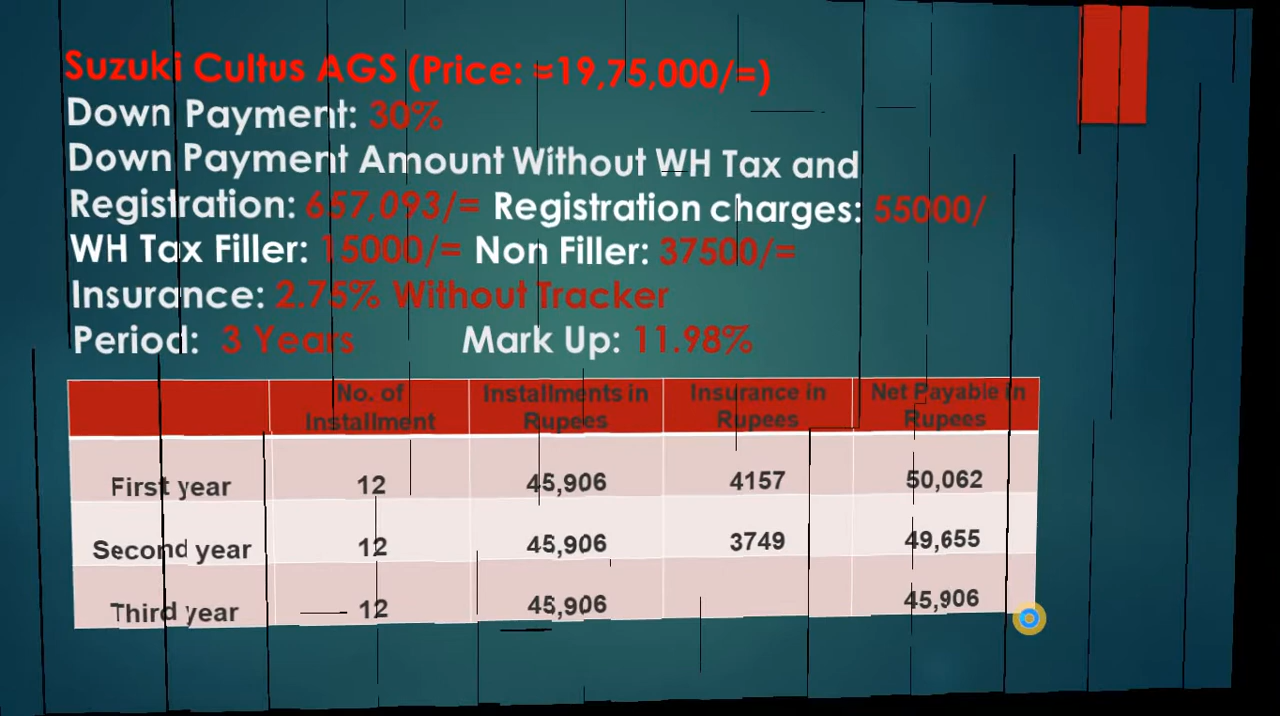 Suzuki Cultus AGS (Price: =19,75,000/=)
Down Payment: 30%
Down Payment Amount Without WH Tax and
Registration: 657,093/= Registration charges: 55000/
WH Tax Filler: 15000/= Non Filler: 37500/=
Insurance: 2.75% Without Tracker
Period: 3 Years Mark Up: 11.98%
No. of Installment Installments in Rupees Insurance in Rupees Net Payable in Rupees
First year 12 45,906 4157 50,062
Second year 12 45,906 3749 49,655
Third year 12 45,906 45,906